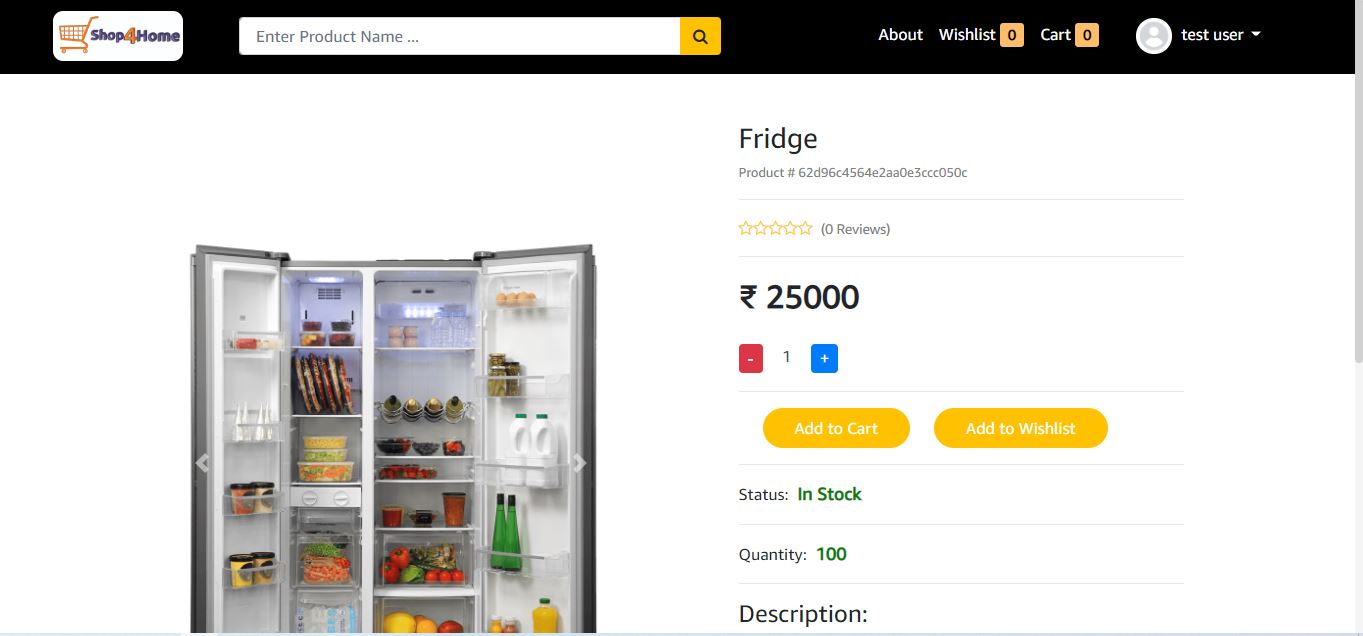 Shop4Home
Enter Product Name ...
About Wishlist 0 Cart 0 test user
Fridge
Product # 62d96c4564e2aa0e3ccc050c
(0 Reviews)
₹ 25000
- 1 +
Add to Cart Add to Wishlist
Status: In Stock
Quantity: 100
Description: